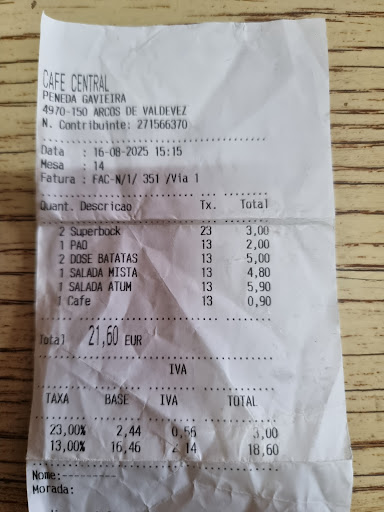 CAFE CENTRAL
PENEDA GAVIEIRA
4970-150 ARCOS DE VALDEVEZ
N. Contribuinte: 271566370
Data : 16-08-2025 15:15
Mesa : 14
Fatura : FAC-N/1/ 351 /Via 1
Quant. Descricao Tx. Total
2 Superbock 23 3,00
1 PAO 13 2,00
2 DOSE BATATAS 13 5,00
1 SALADA MISTA 13 4,80
1 SALADA ATUM 13 5,90
1 Cafe 13 0,90
Total 21,60 EUR
IVA
TAXA BASE IVA TOTAL
23,00% 2,44 0,56 3,00
13,00% 16,46 2,14 18,60
Nome:
Morada: